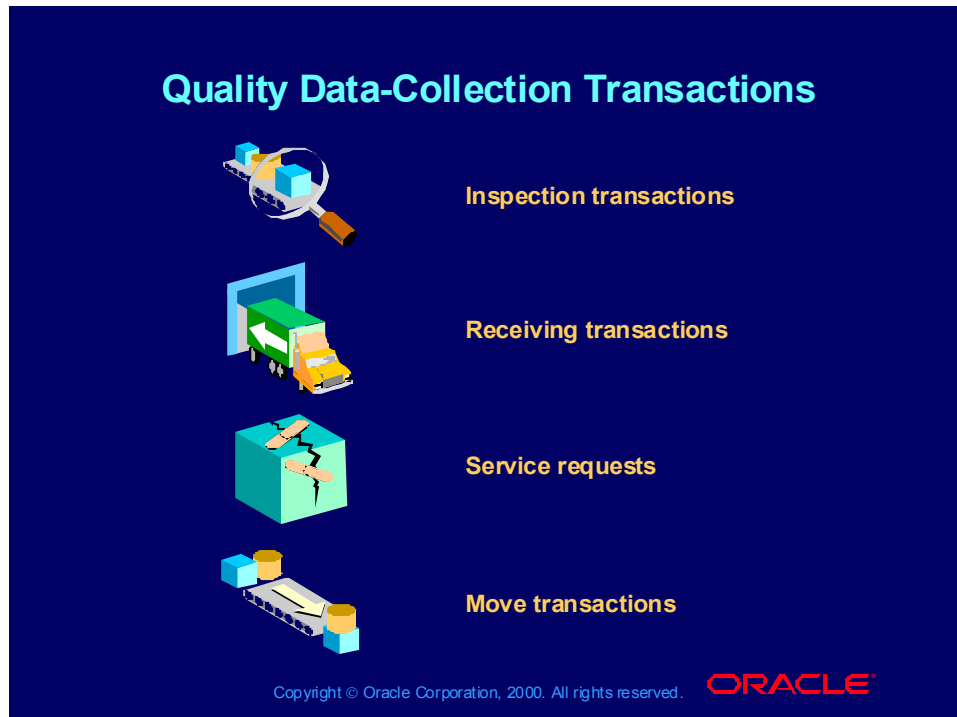 Quality Data-Collection Transactions
Inspection transactions
Receiving transactions
Service requests
Move transactions
Copyright © Oracle Corporation, 2000. All rights reserved.
ORACLE®